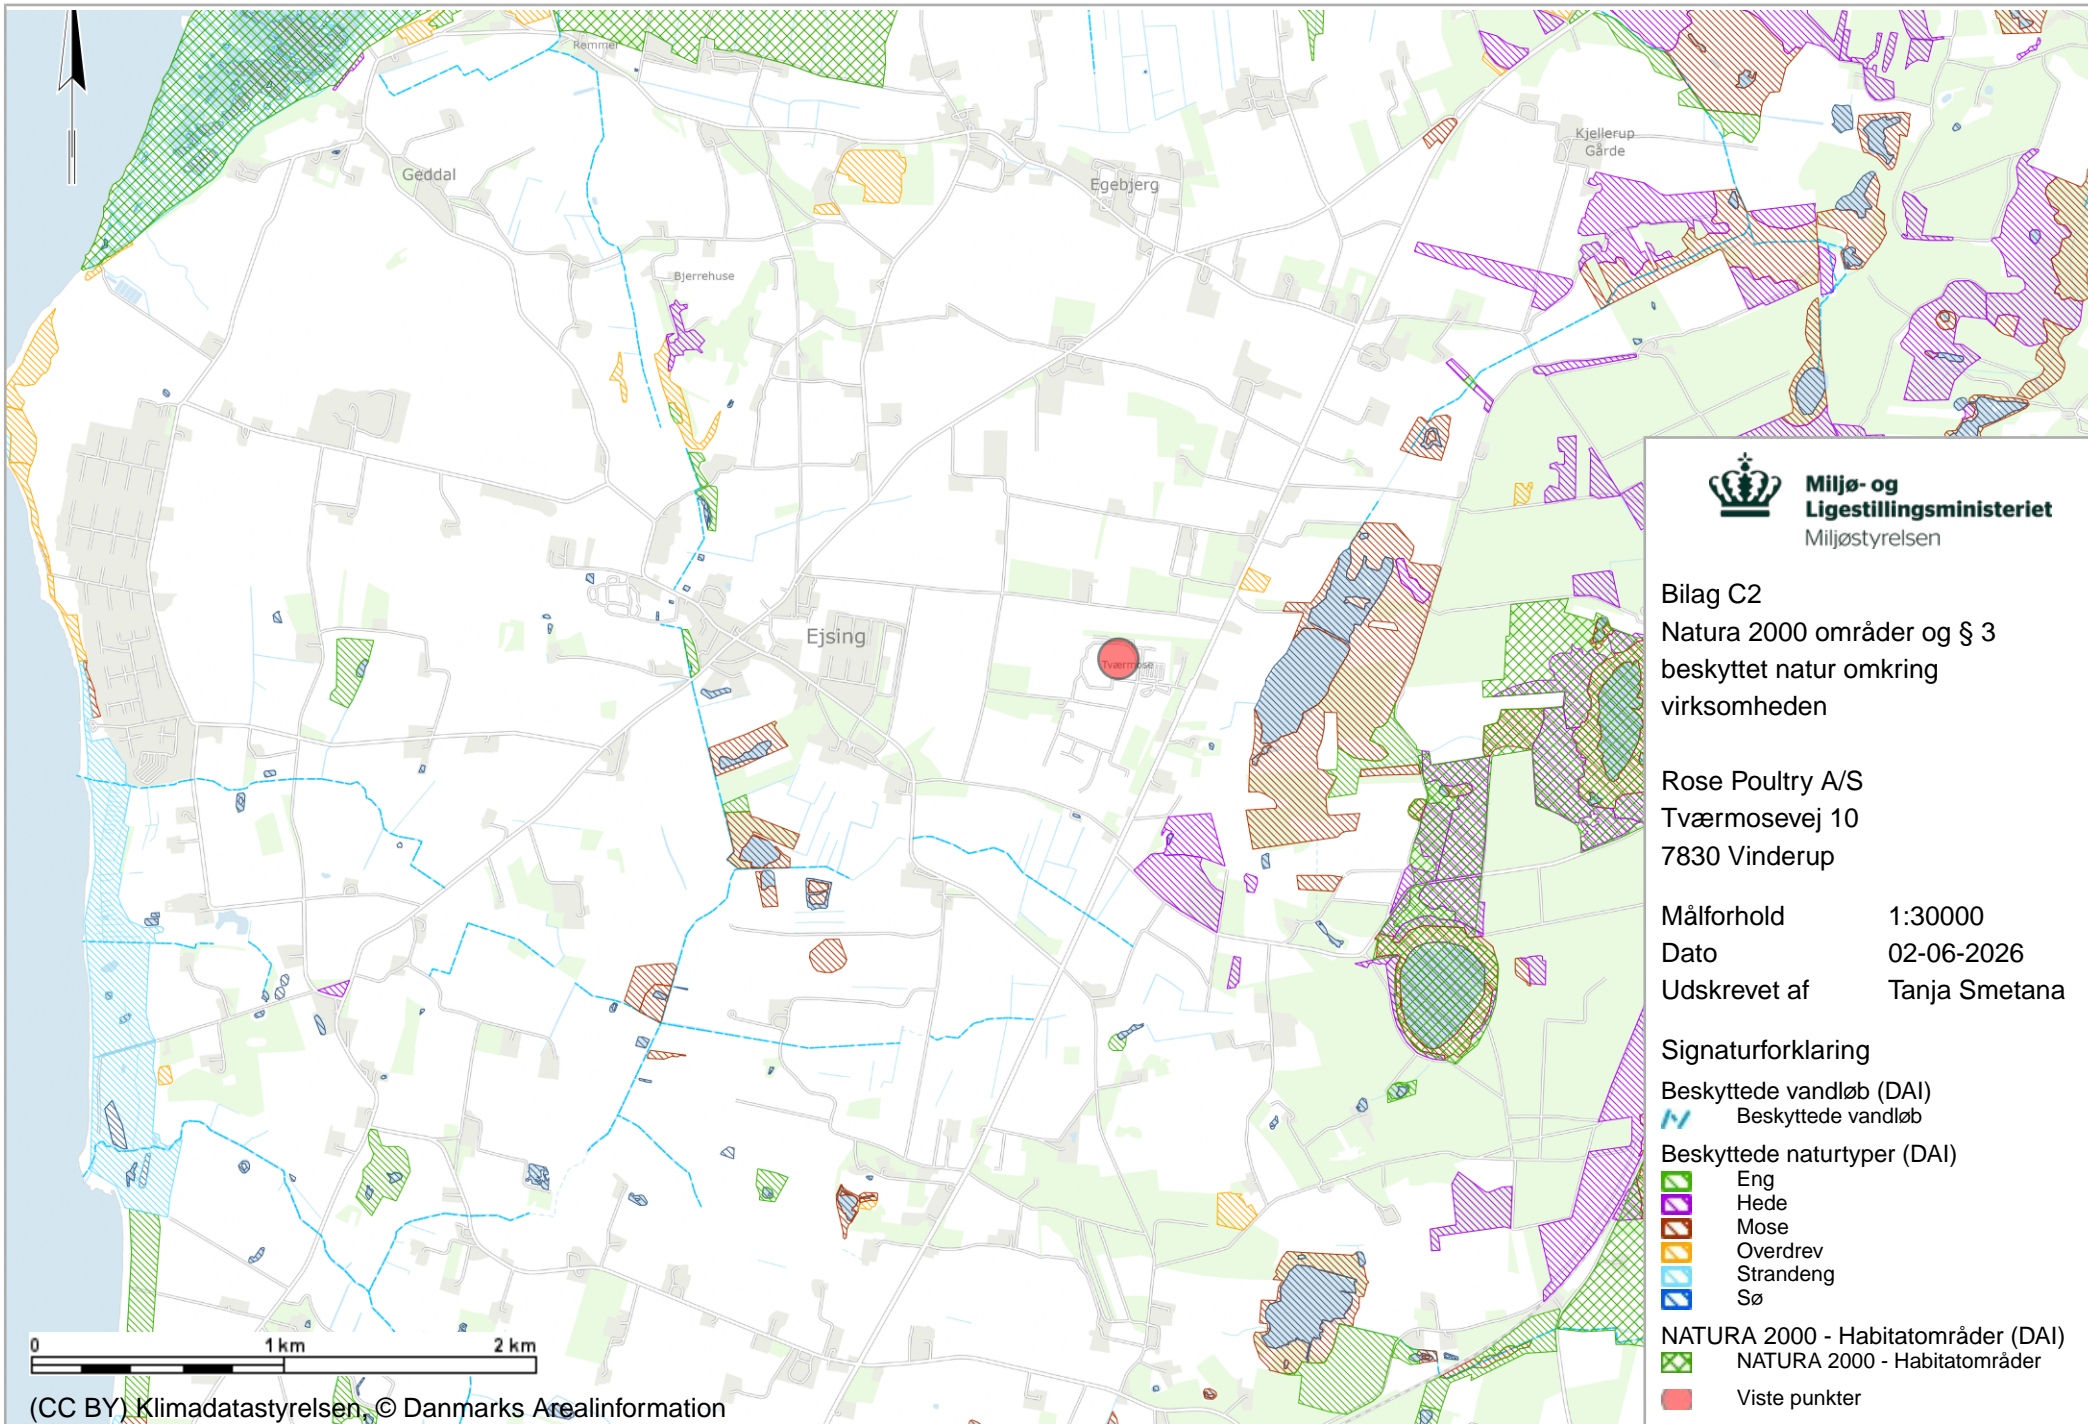 Rammel
Geddal
Kjellerup
Gårde
Egebjerg
Bjerrehuse
Ejsing
Tværmose
Miljø- og
Ligestillingsministeriet
Miljøstyrelsen
Bilag C2
Natura 2000 områder og § 3
beskyttet natur omkring
virksomheden
Rose Poultry A/S
Tværmosevej 10
7830 Vinderup
Målforhold 1:30000
Dato 02-06-2026
Udskrevet af Tanja Smetana
Signaturforklaring
Beskyttede vandløb (DAI)
Beskyttede vandløb
Beskyttede naturtyper (DAI)
Eng
Hede
Mose
Overdrev
Strandeng
Sø
NATURA 2000 - Habitatområder (DAI)
NATURA 2000 - Habitatområder
Viste punkter
0 1 km 2 km
(CC BY) Klimadatastyrelsen, © Danmarks Arealinformation